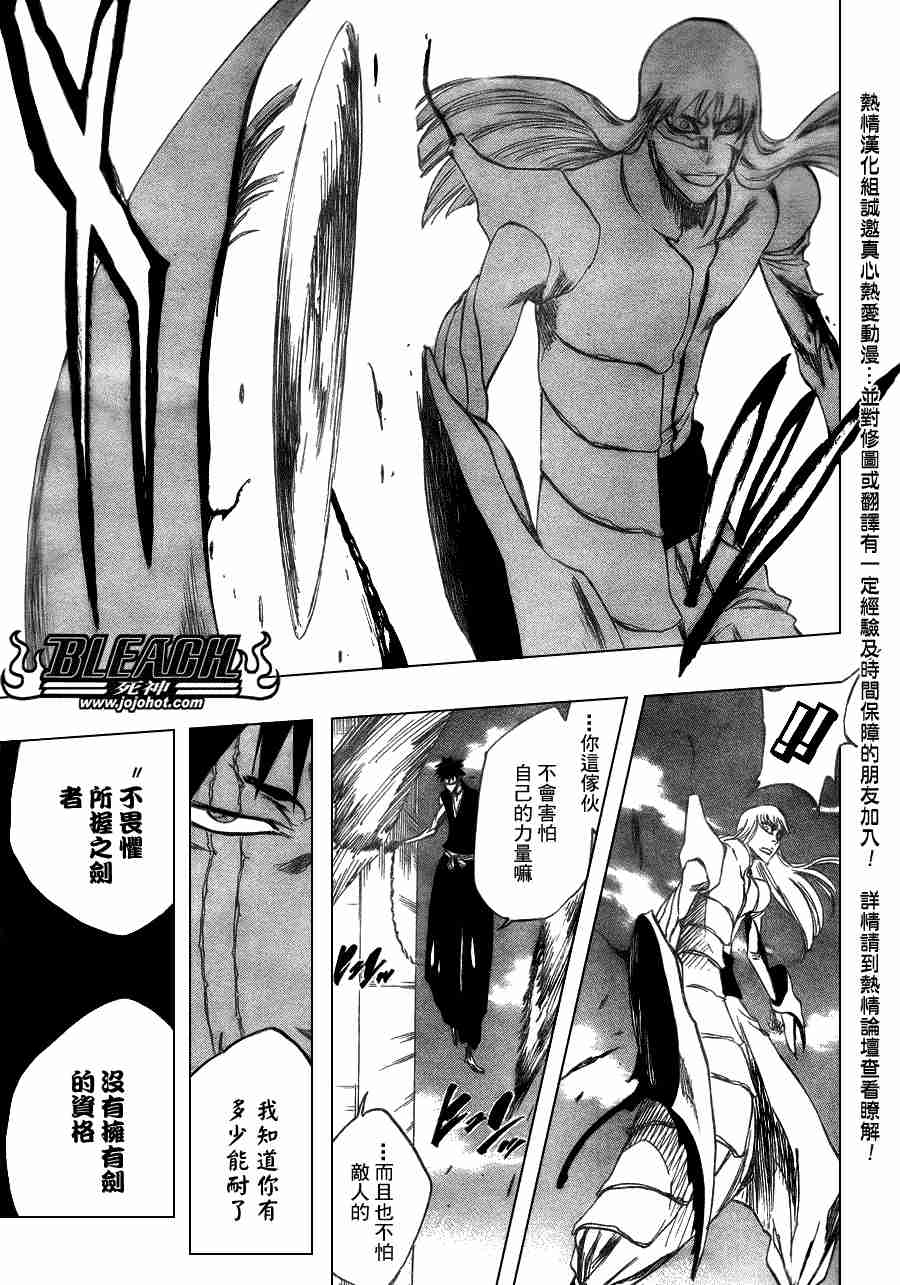 熱情漢化組誠邀真心熱愛動漫…並對修圖或翻譯有一定經驗及時間保障的朋友加入！ 詳情請到熱情論壇查看瞭解！
BLEACH
死神
www.jojohot.com
!!
…你這傢伙
不會害怕
自己的力量嘛
…而且也不怕
敵人的
我知道你有
多少能耐了
〝不畏懼
所握之劍
者
沒有擁有劍
的資格